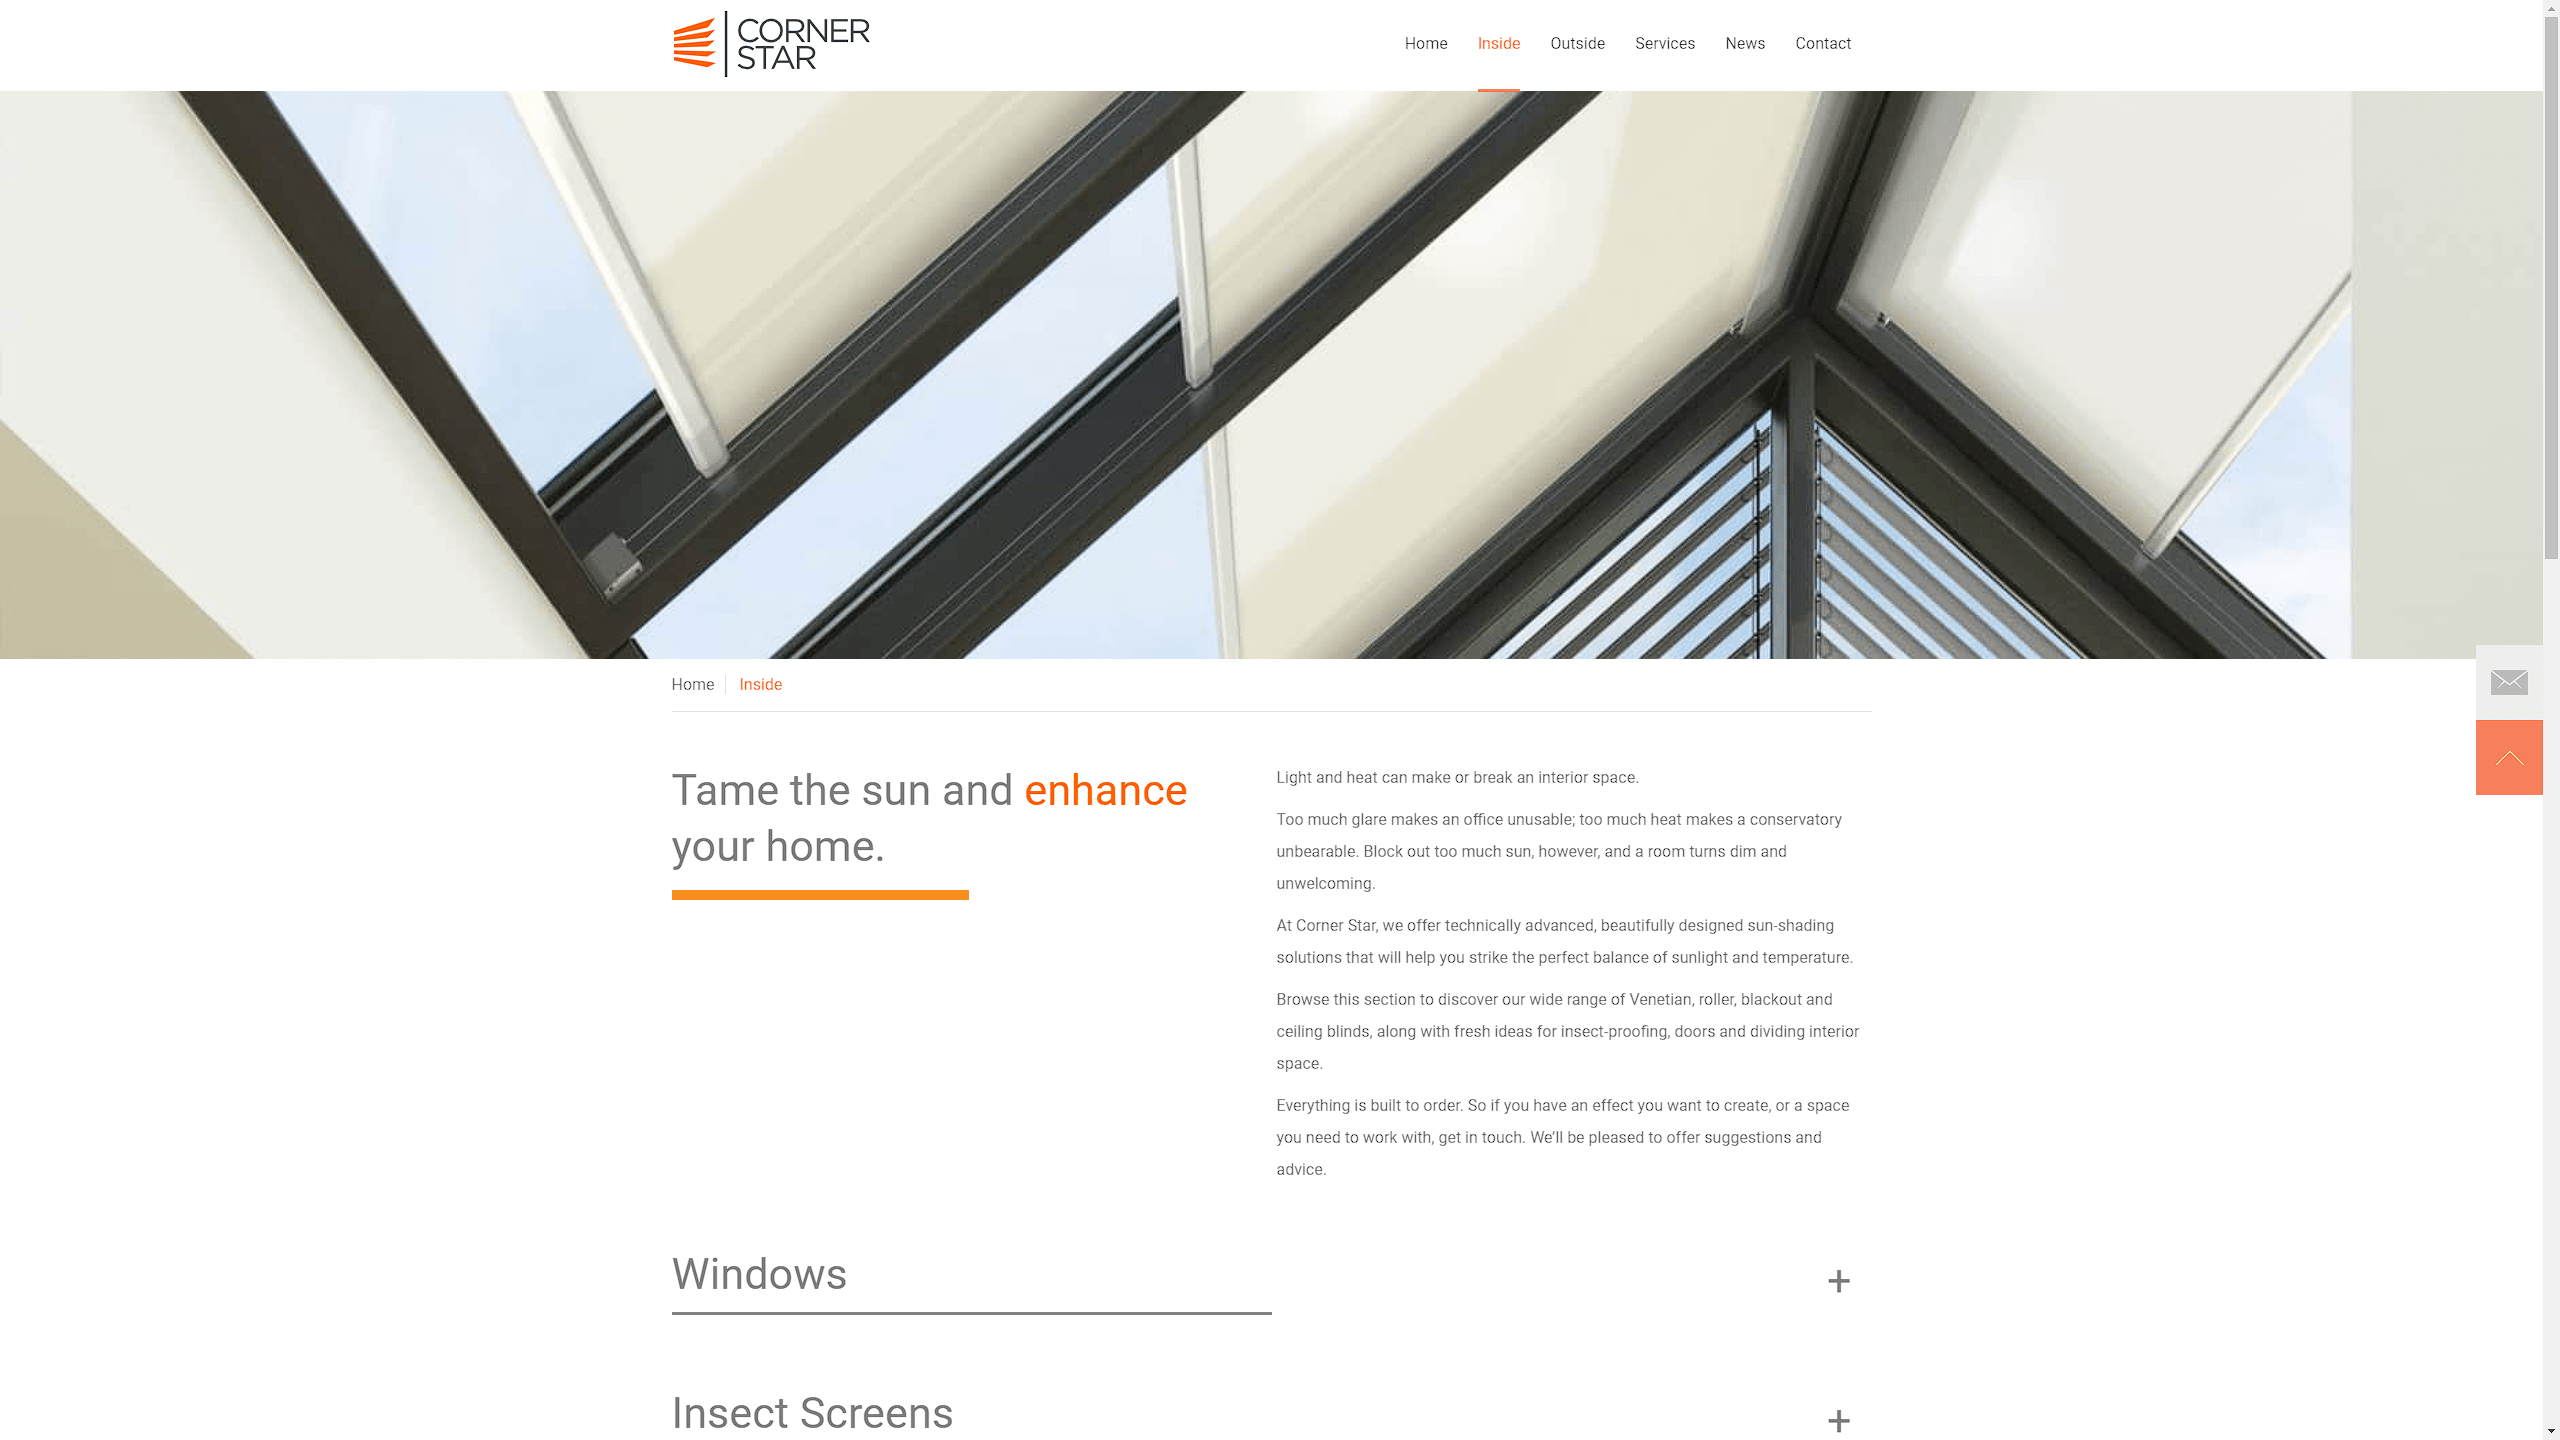 CORNER
STAR
Home Inside Outside Services News Contact
Home Inside
Tame the sun and enhance
your home.
Light and heat can make or break an interior space.
Too much glare makes an office unusable; too much heat makes a conservatory
unbearable. Block out too much sun, however, and a room turns dim and
unwelcoming.
At Corner Star, we offer technically advanced, beautifully designed sun-shading
solutions that will help you strike the perfect balance of sunlight and temperature.
Browse this section to discover our wide range of Venetian, roller, blackout and
ceiling blinds, along with fresh ideas for insect-proofing, doors and dividing interior
space.
Everything is built to order. So if you have an effect you want to create, or a space
you need to work with, get in touch. We’ll be pleased to offer suggestions and
advice.
Windows +
Insect Screens +